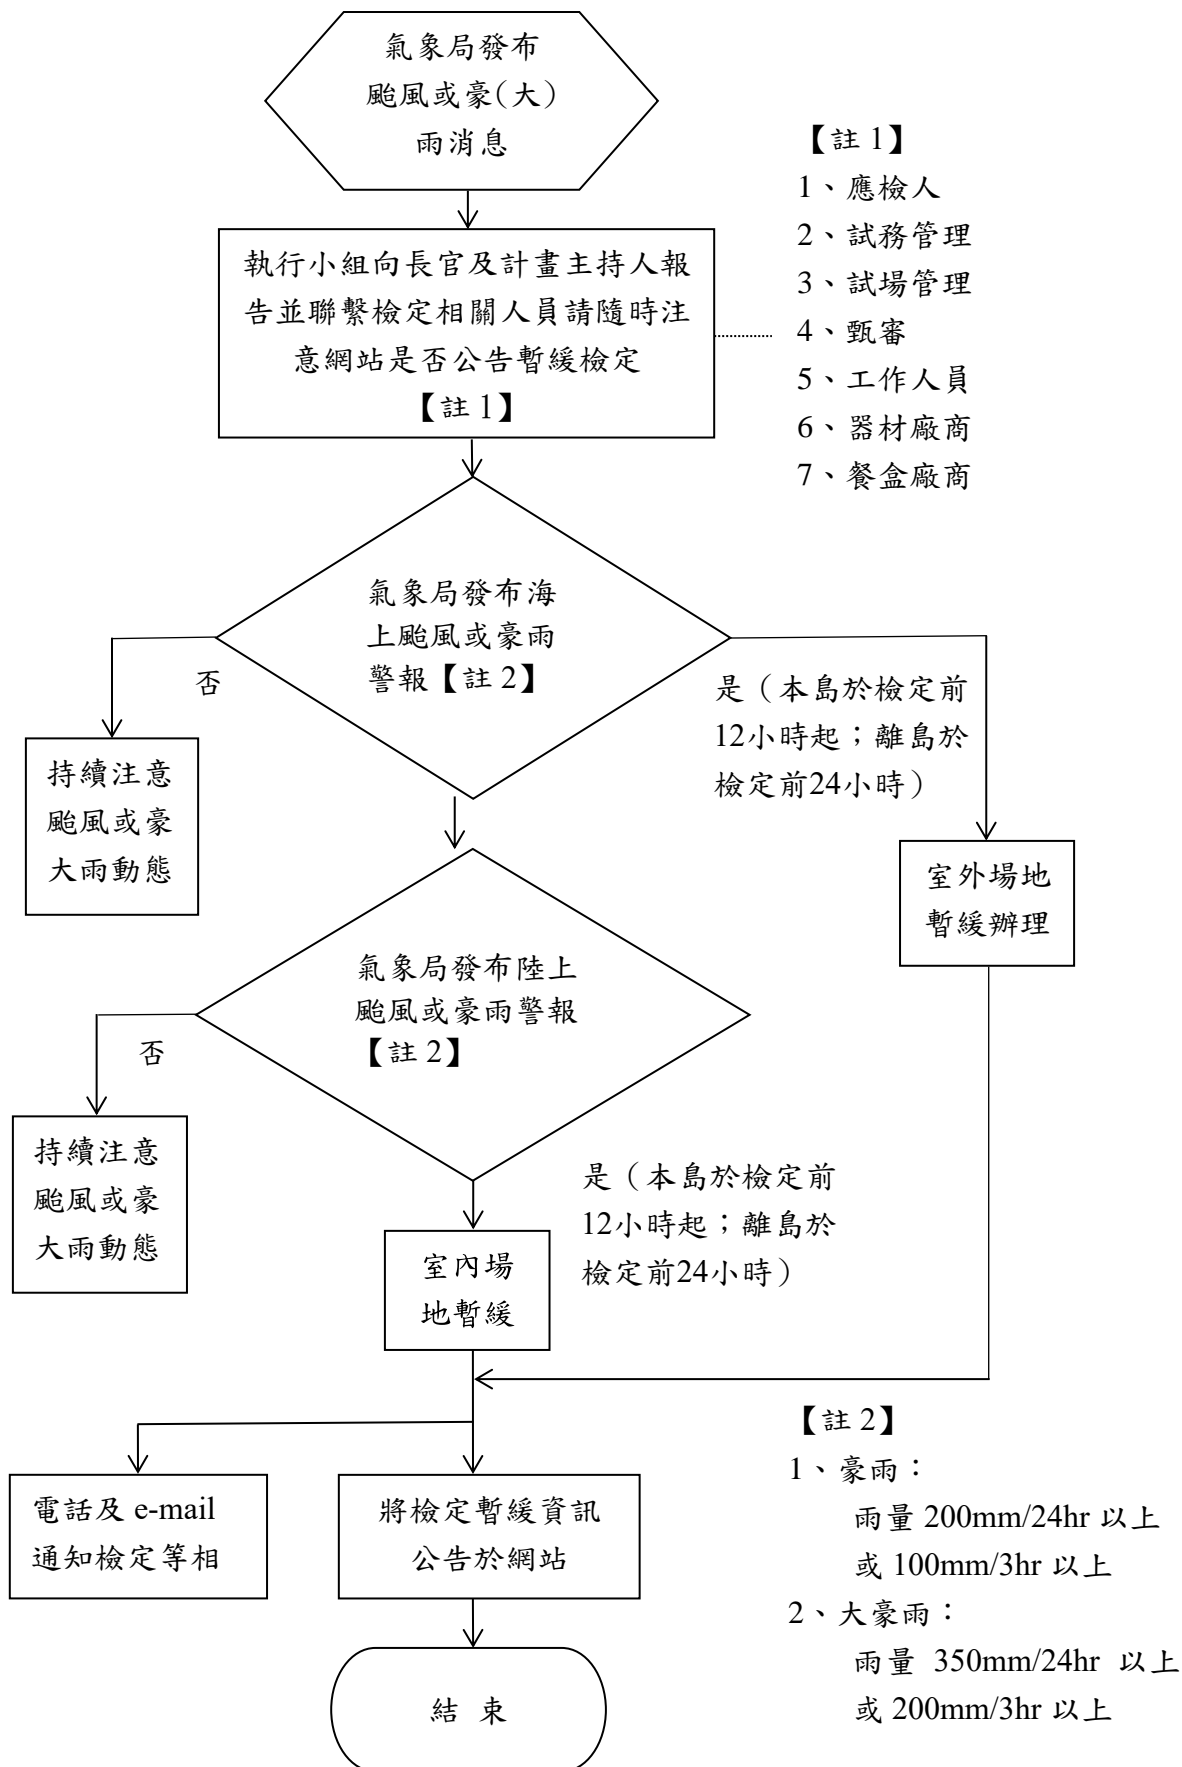 氣象局發布
颱風或豪(大)
雨消息
【註 1】
1、應檢人
2、試務管理
3、試場管理
4、甄審
5、工作人員
6、器材廠商
7、餐盒廠商
執行小組向長官及計畫主持人報
告並聯繫檢定相關人員請隨時注
意網站是否公告暫緩檢定
【註 1】
氣象局發布海
上颱風或豪雨
警報【註 2】
否
持續注意
颱風或豪
大雨動態
是（本島於檢定前
12小時起；離島於
檢定前24小時）
室外場地
暫緩辦理
氣象局發布陸上
颱風或豪雨警報
【註 2】
否
持續注意
颱風或豪
大雨動態
是（本島於檢定前
12小時起；離島於
檢定前24小時）
室內場
地暫緩
電話及 e-mail
通知檢定等相
將檢定暫緩資訊
公告於網站
結 束
【註 2】
1、豪雨：
雨量 200mm/24hr 以上
或 100mm/3hr 以上
2、大豪雨：
雨量 350mm/24hr 以上
或 200mm/3hr 以上